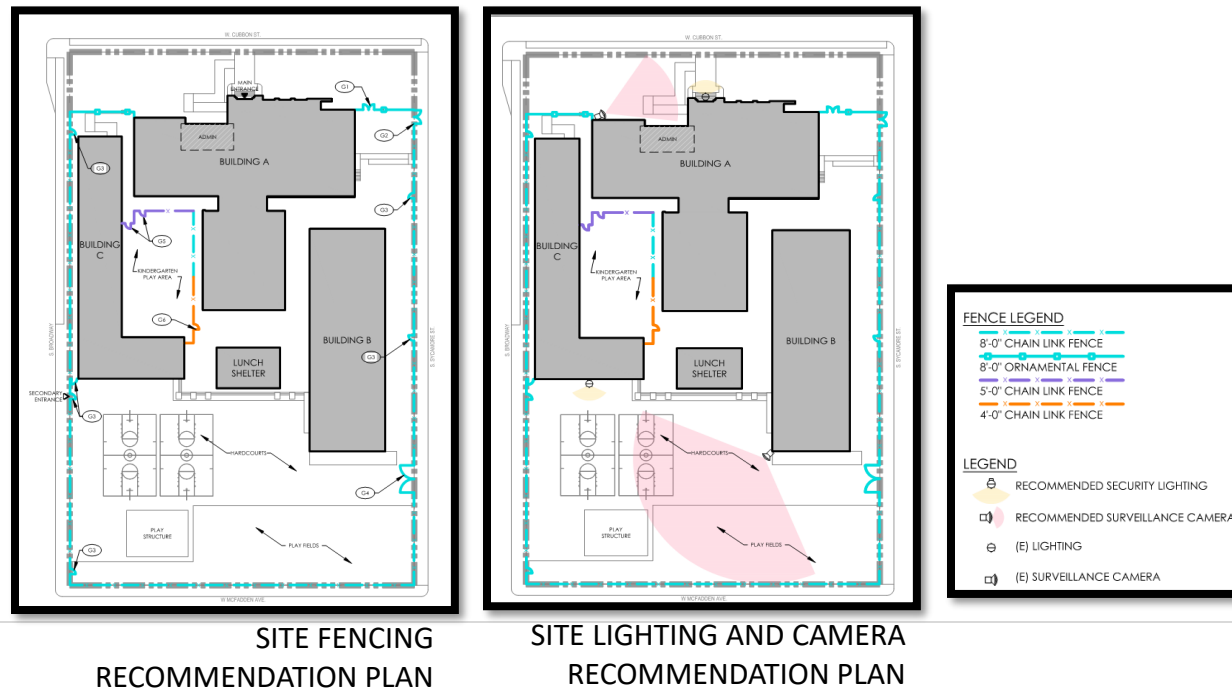 W. CUBBON ST.
MAIN
ENTRANCE
G1
G2
ADMIN
BUILDING A
G3
G3
G5
BUILDING
C
KINDERGARTEN
PLAY AREA
G6
BUILDING B
G3
LUNCH
SHELTER
S. BROADWAY
S. SYCAMORE ST.
SECONDARY
ENTRANCE
G3
HARDCOURTS
G4
PLAY
STRUCTURE
PLAY FIELDS
G3
W MCFADDEN AVE.
SITE FENCING
RECOMMENDATION PLAN
W. CUBBON ST.
ADMIN
BUILDING A
BUILDING
C
KINDERGARTEN
PLAY AREA
BUILDING B
LUNCH
SHELTER
S. BROADWAY
S. SYCAMORE ST.
HARDCOURTS
PLAY
STRUCTURE
PLAY FIELDS
W MCFADDEN AVE.
SITE LIGHTING AND CAMERA
RECOMMENDATION PLAN
FENCE LEGEND
8'-0" CHAIN LINK FENCE
8'-0" ORNAMENTAL FENCE
5'-0" CHAIN LINK FENCE
4'-0" CHAIN LINK FENCE
LEGEND
RECOMMENDED SECURITY LIGHTING
RECOMMENDED SURVEILLANCE CAMERA
(E) LIGHTING
(E) SURVEILLANCE CAMERA